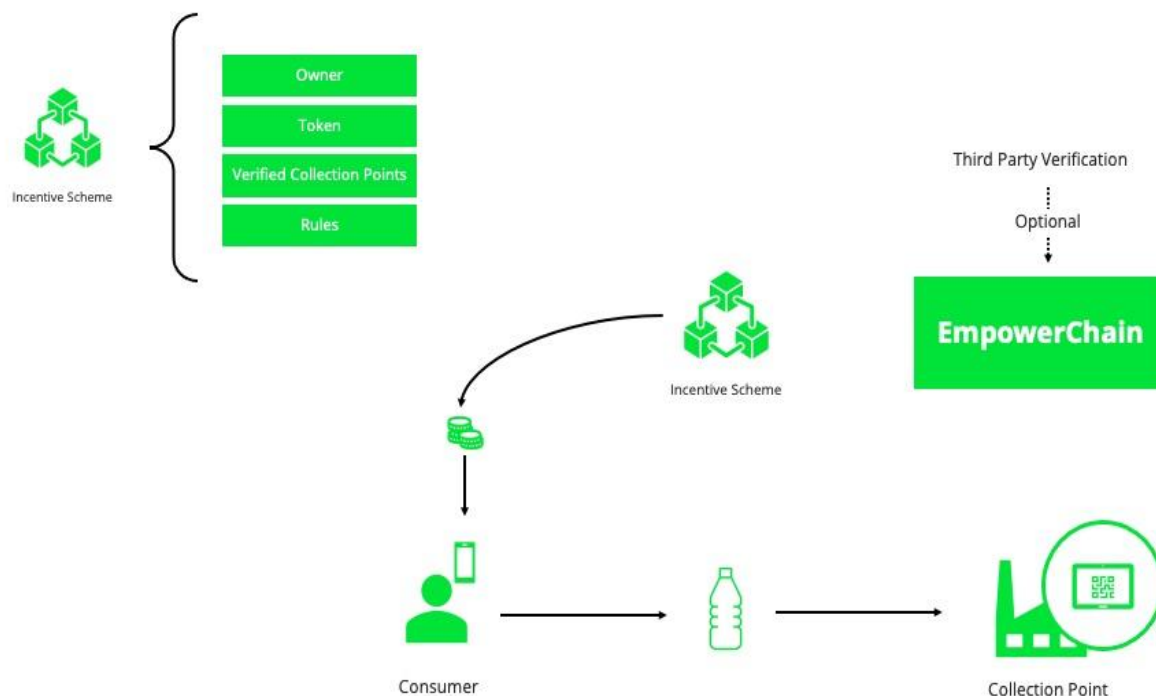 Owner
Token
Verified Collection Points
Rules
Incentive Scheme
Third Party Verification
Optional
EmpowerChain
Incentive Scheme
Consumer
Collection Point